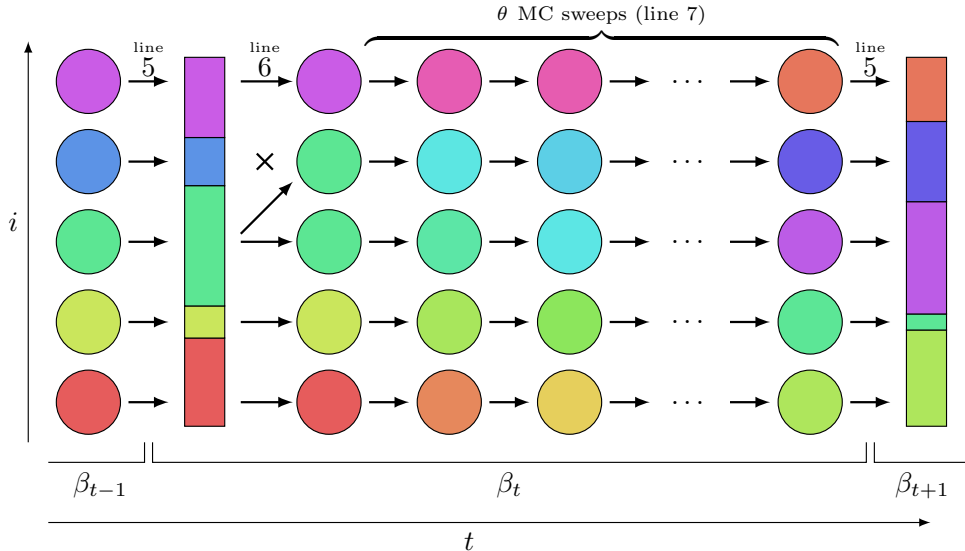 θ MC sweeps (line 7)
line
5
line
6
line
5
i
···
···
···
···
···
β_{t−1}
β_t
β_{t+1}
t